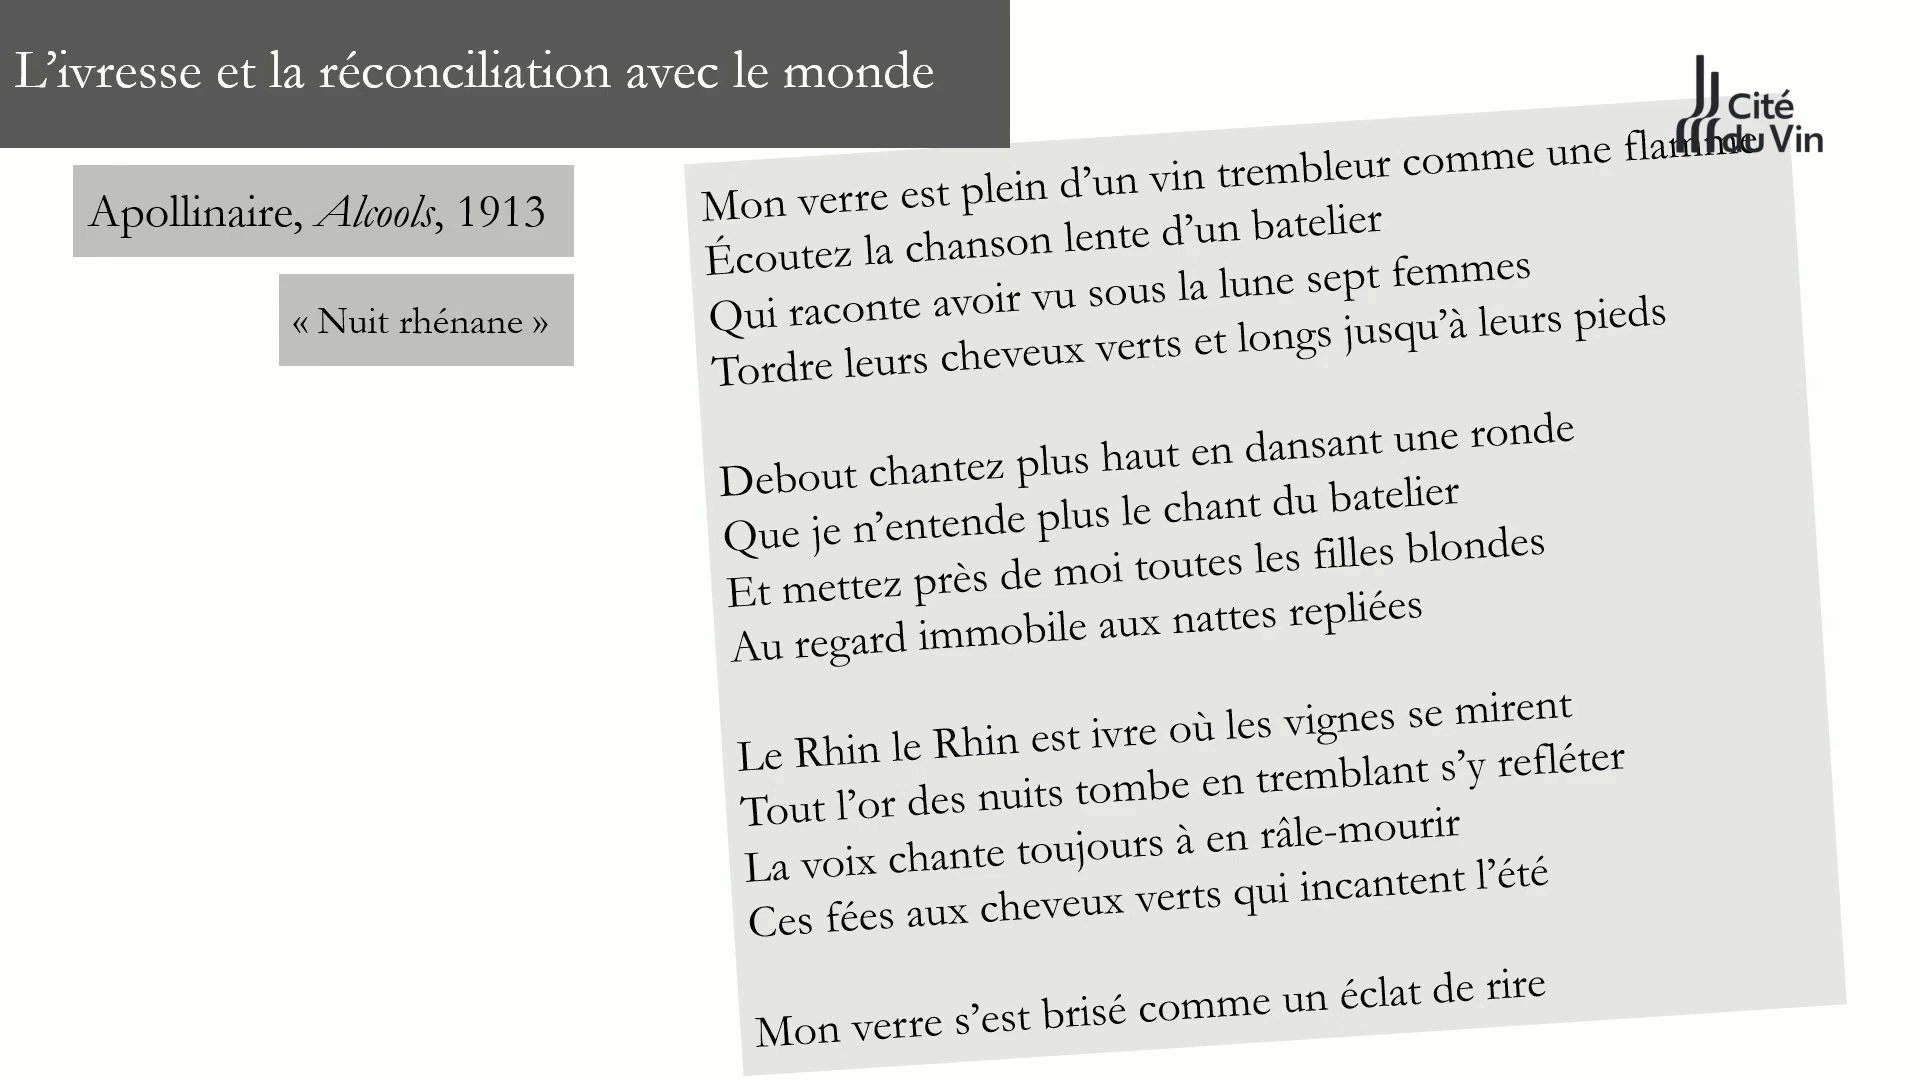 L’ivresse et la réconciliation avec le monde
Cité
du Vin
Apollinaire, Alcools, 1913
« Nuit rhénane »
Mon verre est plein d’un vin trembleur comme une flamme
Écoutez la chanson lente d’un batelier
Qui raconte avoir vu sous la lune sept femmes
Tordre leurs cheveux verts et longs jusqu’à leurs pieds
Debout chantez plus haut en dansant une ronde
Que je n’entende plus le chant du batelier
Et mettez près de moi toutes les filles blondes
Au regard immobile aux nattes repliées
Le Rhin le Rhin est ivre où les vignes se mirent
Tout l’or des nuits tombe en tremblant s’y refléter
La voix chante toujours à en râle-mourir
Ces fées aux cheveux verts qui incantent l’été
Mon verre s’est brisé comme un éclat de rire